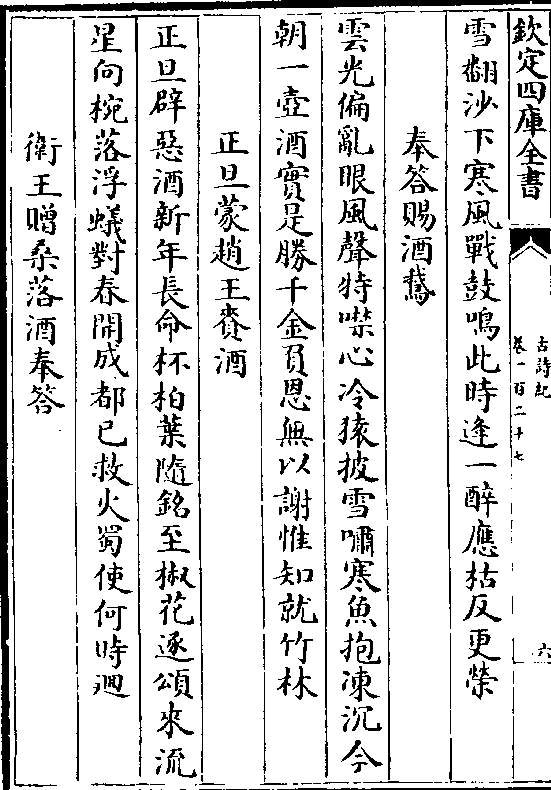 欽定四庫全書
古詩紀
卷一百二十七
六
雪翻沙下寒風戰鼓鳴此時逢一醉應枯反更榮
奉答賜酒鵞
雲光偏亂眼風聲特噤心冷猿披雪嘯寒魚抱凍沉今
朝一壺酒實是勝千金負恩無以謝惟知就竹林
正旦蒙趙王賚酒
正旦辟惡酒新年長命杯柏葉隨銘至椒花逐頌來流
星向椀落浮蟻對春開成都已救火蜀使何時迴
衛王贈桑落酒奉答